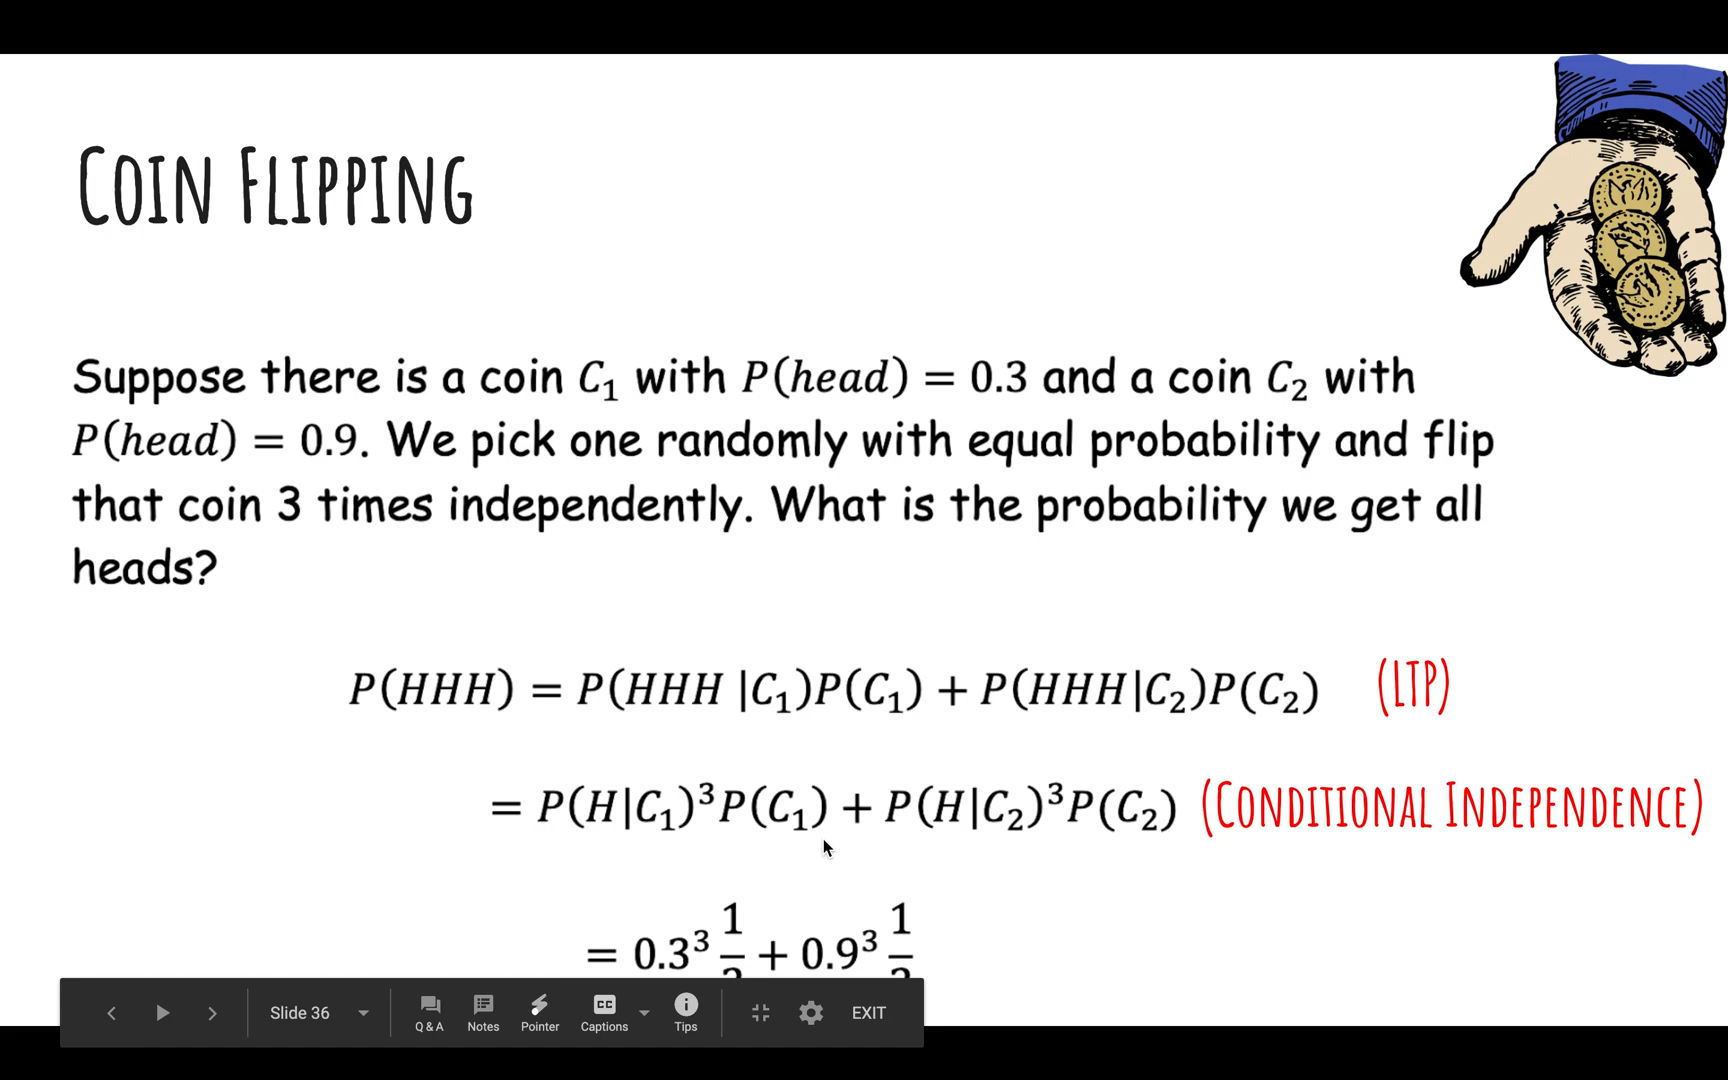 COIN FLIPPING
Suppose there is a coin C₁ with P(head) = 0.3 and a coin C₂ with
P(head) = 0.9. We pick one randomly with equal probability and flip
that coin 3 times independently. What is the probability we get all
heads?
P(HHH) = P(HHH |C₁)P(C₁) + P(HHH|C₂)P(C₂) (LTP)
= P(H|C₁)³P(C₁) + P(H|C₂)³P(C₂) (CONDITIONAL INDEPENDENCE)
= 0.3³ 1/2 + 0.9³ 1/2
Slide 36 Q & A Notes Pointer CC Captions Tips EXIT